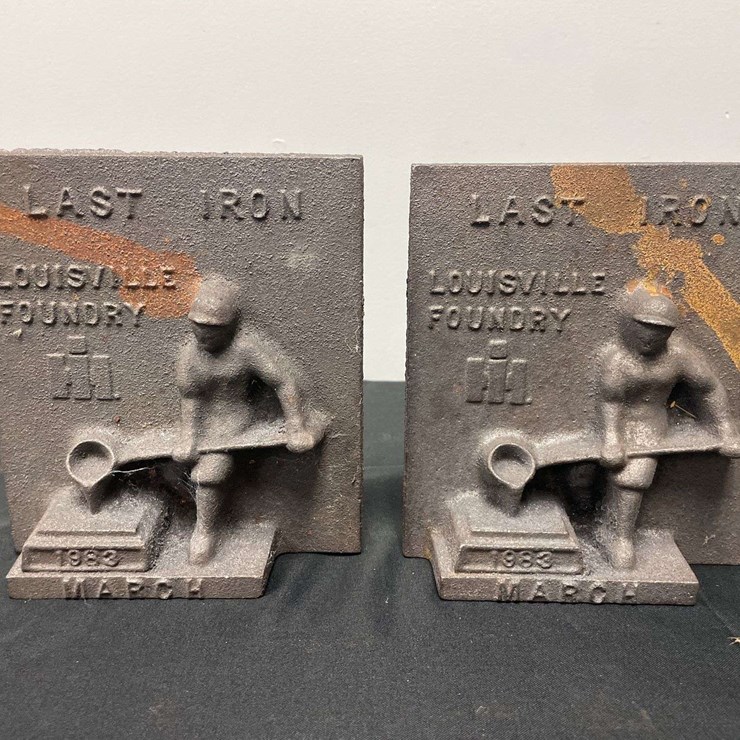 LAST IRON
LOUISVILLE
FOUNDRY
IH
1983
MARCH
LAST IRON
LOUISVILLE
FOUNDRY
IH
1983
MARCH